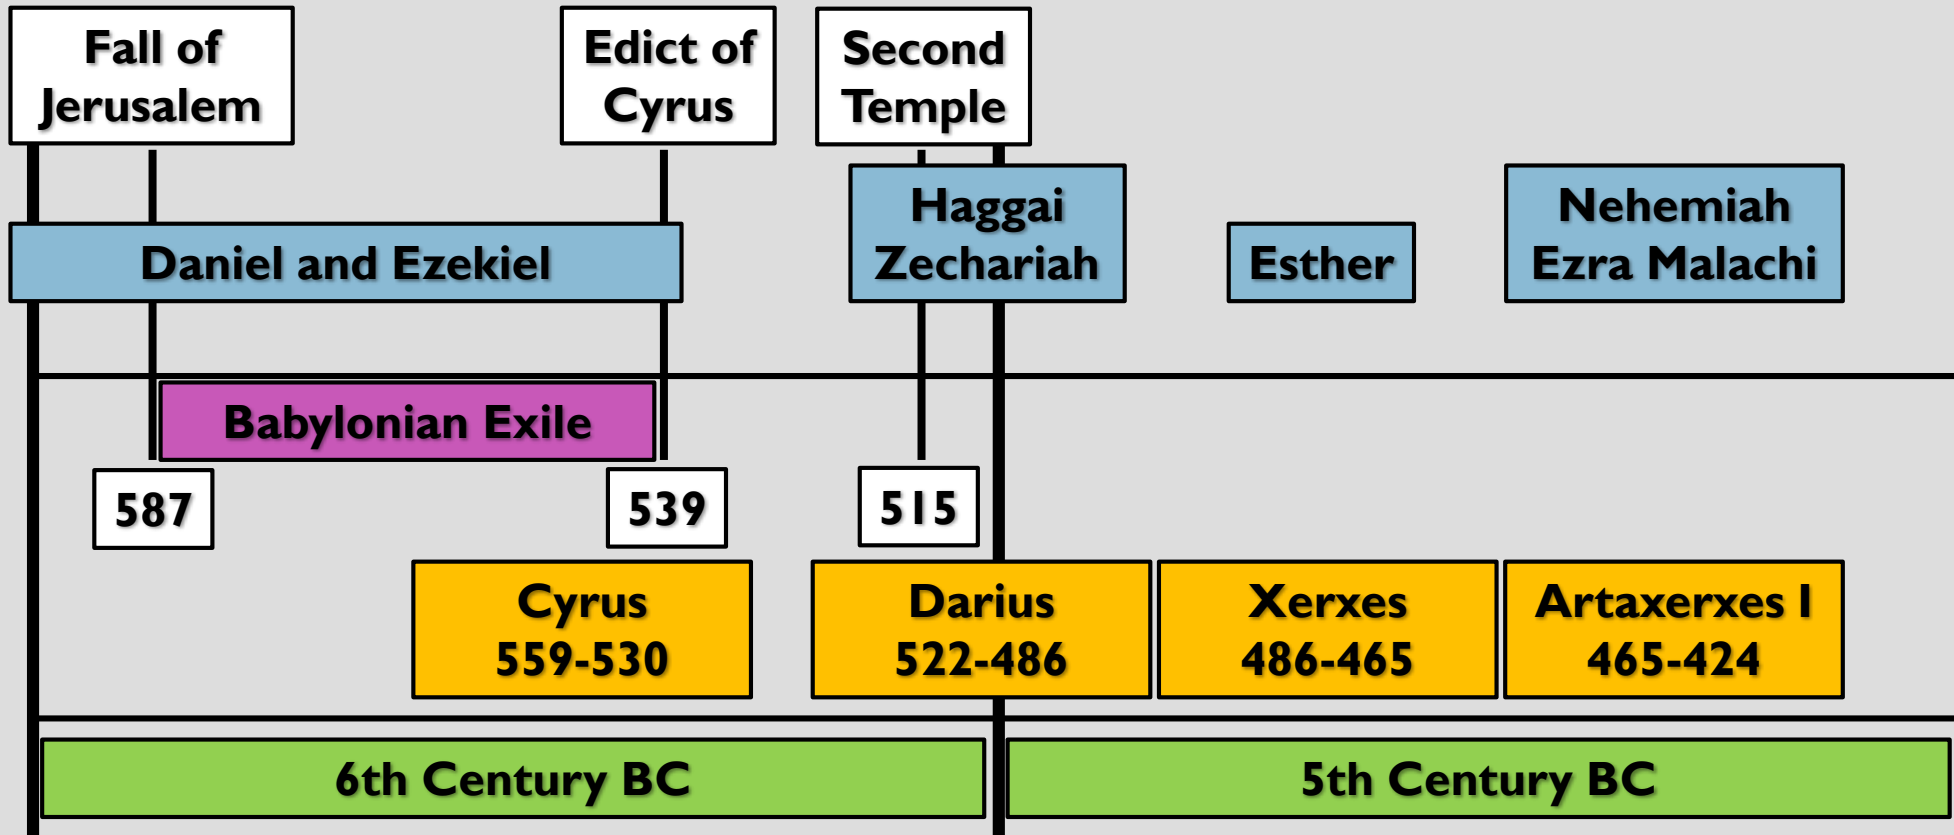 Fall of
Jerusalem
Edict of
Cyrus
Second
Temple
Daniel and Ezekiel
Haggai
Zechariah
Esther
Nehemiah
Ezra Malachi
Babylonian Exile
587
539
515
Cyrus
559-530
Darius
522-486
Xerxes
486-465
Artaxerxes I
465-424
6th Century BC
5th Century BC